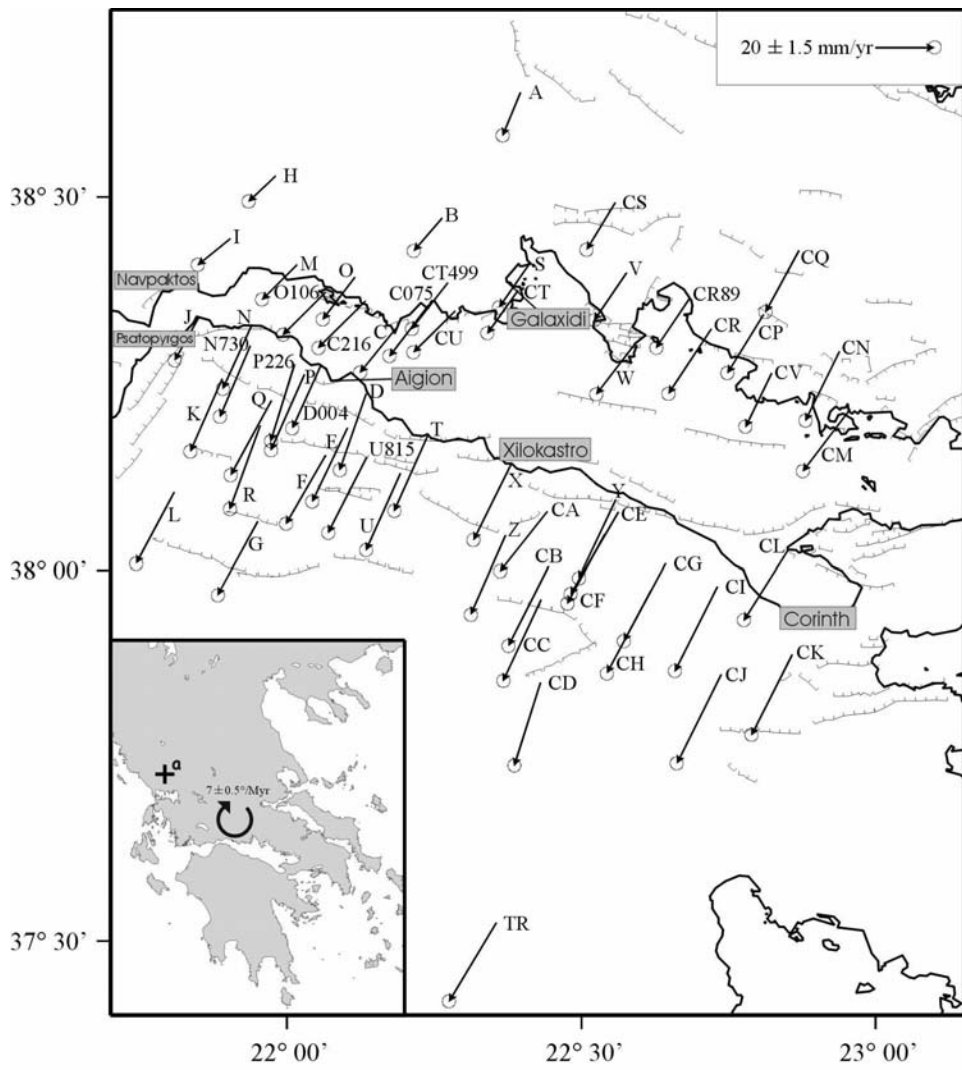 20 ± 1.5 mm/yr
A
38° 30'
H
CS
B
I
CQ
V
S
M
O
CT499
Navpaktos
CT
C075
CR89
O106
Galaxidi
J
N
C
CR
CP
Psatopyrgos
CU
N730
C216
CN
P226
W
CV
P
Aigion
K
Q
D
D004
T
E
U815
Xilokastro
CM
F
X
R
Y
L
U
Z
CA
CE
G
CL
38° 00'
CB
CG
CF
CI
Corinth
CC
CH
CK
CD
CJ
a
7 ± 0.5°/Myr
TR
37° 30'
22° 00'
22° 30'
23° 00'